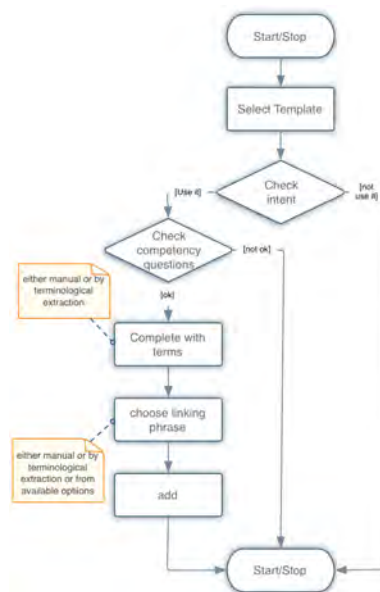 Start/Stop
Select Template
Check
intent
[Use it]
[not
use it]
Check
competency
questions
[not ok]
either manual or by
terminological
extraction
[ok]
Complete with
terms
choose linking
phrase
either manual or by
terminological
extraction or from
available options
add
Start/Stop